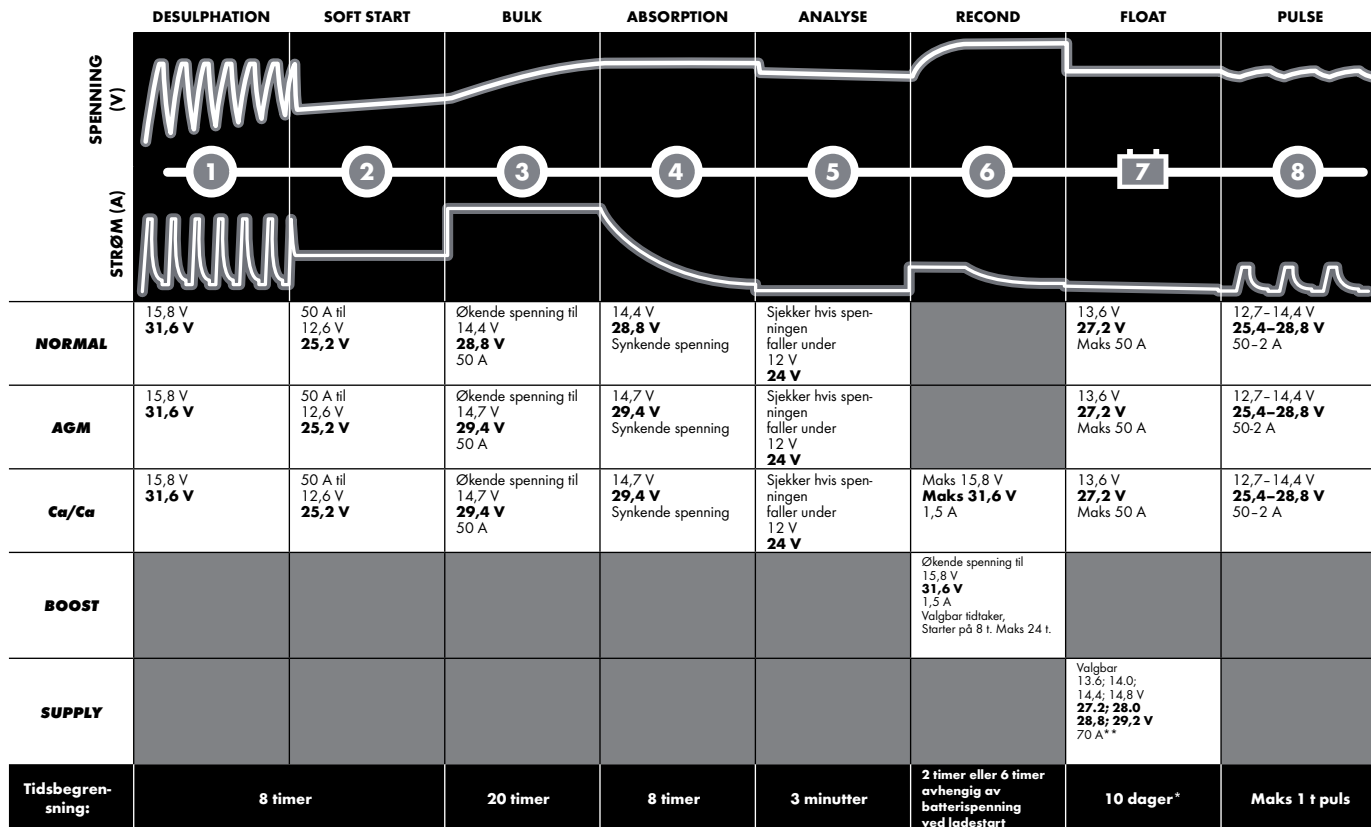 DESULPHATION SOFT START BULK ABSORPTION ANALYSE RECOND FLOAT PULSE
SPENNING
(V)
1 2 3 4 5 6 7 8
STRØM (A)
NORMAL
15,8 V
31,6 V
50 A til
12,6 V
25,2 V
Økende spenning til
14,4 V
28,8 V
50 A
14,4 V
28,8 V
Synkende spenning
Sjekker hvis spen-
ningen
faller under
12 V
24 V
13,6 V
27,2 V
Maks 50 A
12,7–14,4 V
25,4–28,8 V
50–2 A
AGM
15,8 V
31,6 V
50 A til
12,6 V
25,2 V
Økende spenning til
14,7 V
29,4 V
50 A
14,7 V
29,4 V
Synkende spenning
Sjekker hvis spen-
ningen
faller under
12 V
24 V
13,6 V
27,2 V
Maks 50 A
12,7–14,4 V
25,4–28,8 V
50-2 A
Ca/Ca
15,8 V
31,6 V
50 A til
12,6 V
25,2 V
Økende spenning til
14,7 V
29,4 V
50 A
14,7 V
29,4 V
Synkende spenning
Sjekker hvis spen-
ningen
faller under
12 V
24 V
Maks 15,8 V
Maks 31,6 V
1,5 A
13,6 V
27,2 V
Maks 50 A
12,7–14,4 V
25,4–28,8 V
50–2 A
BOOST
Økende spenning til
15,8 V
31,6 V
1,5 A
Valgbar tidtaker,
Starter på 8 t. Maks 24 t.
SUPPLY
Valgbar
13.6; 14.0;
14,4; 14,8 V
27.2; 28.0
28,8; 29,2 V
70 A**
Tidsbegren-
sning:
8 timer
20 timer
8 timer
3 minutter
2 timer eller 6 timer
avhengig av
batterispenning
ved ladestart
10 dager*
Maks 1 t puls